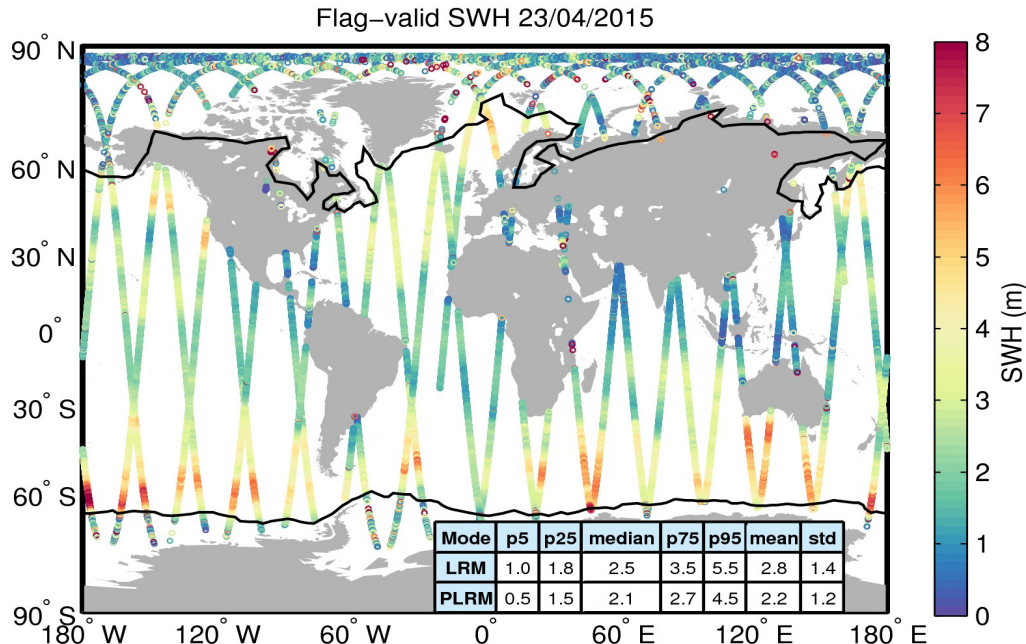 Flag-valid SWH 23/04/2015
90° N
60° N
30° N
0°
30° S
60° S
90° S
180° W
120° W
60° W
0°
60° E
120° E
180° E
8
7
6
5
4
3
2
1
0
SWH (m)
Mode p5 p25 median p75 p95 mean std
LRM 1.0 1.8 2.5 3.5 5.5 2.8 1.4
PLRM 0.5 1.5 2.1 2.7 4.5 2.2 1.2